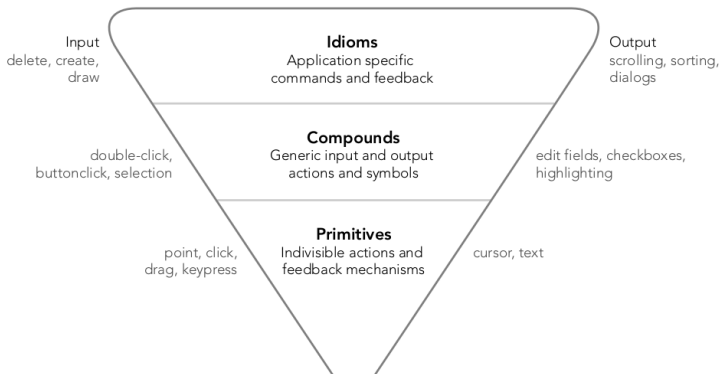 Input
delete, create,
draw
Idioms
Application specific
commands and feedback
Output
scrolling, sorting,
dialogs
double-click,
buttonclick, selection
Compounds
Generic input and output
actions and symbols
edit fields, checkboxes,
highlighting
point, click,
drag, keypress
Primitives
Indivisible actions and
feedback mechanisms
cursor, text